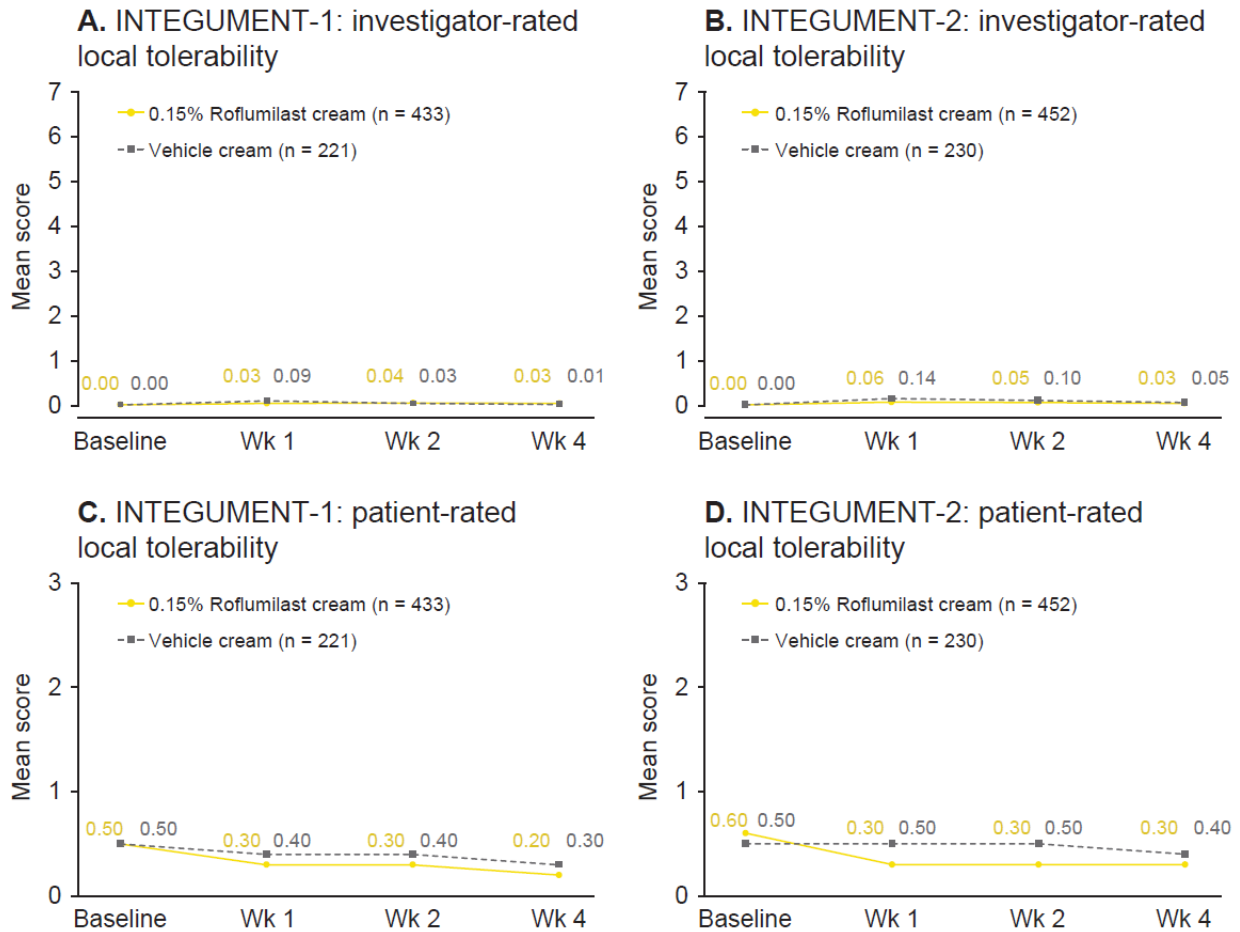 A. INTEGUMENT-1: investigator-rated
local tolerability
7
6
5
4
3
2
1
0
Mean score
0.15% Roflumilast cream (n = 433)
Vehicle cream (n = 221)
0.00 0.00 0.03 0.09 0.04 0.03 0.03 0.01
Baseline Wk 1 Wk 2 Wk 4
B. INTEGUMENT-2: investigator-rated
local tolerability
7
6
5
4
3
2
1
0
Mean score
0.15% Roflumilast cream (n = 452)
Vehicle cream (n = 230)
0.00 0.00 0.06 0.14 0.05 0.10 0.03 0.05
Baseline Wk 1 Wk 2 Wk 4
C. INTEGUMENT-1: patient-rated
local tolerability
3
2
1
0
Mean score
0.15% Roflumilast cream (n = 433)
Vehicle cream (n = 221)
0.50 0.50 0.30 0.40 0.30 0.40 0.20 0.30
Baseline Wk 1 Wk 2 Wk 4
D. INTEGUMENT-2: patient-rated
local tolerability
3
2
1
0
Mean score
0.15% Roflumilast cream (n = 452)
Vehicle cream (n = 230)
0.60 0.50 0.30 0.50 0.30 0.50 0.30 0.40
Baseline Wk 1 Wk 2 Wk 4